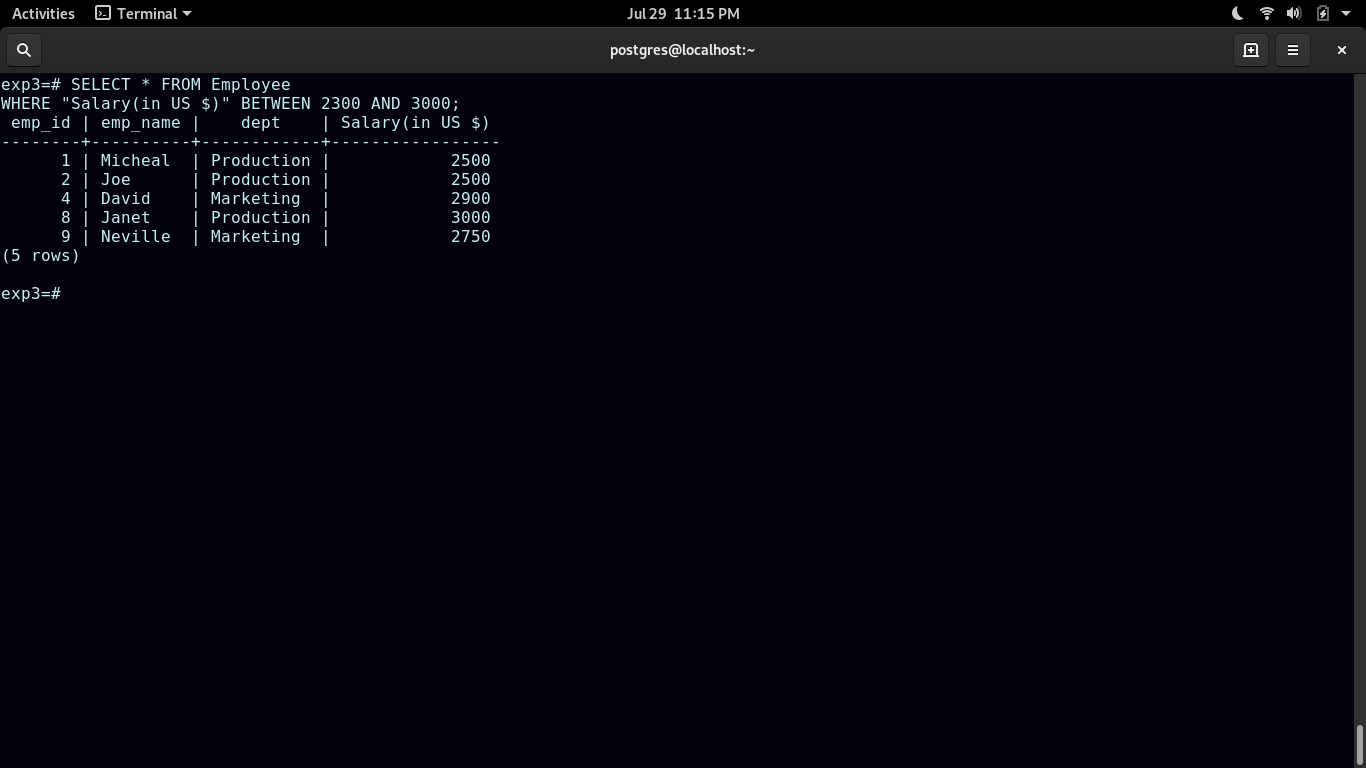 Activities Terminal Jul 29 11:15 PM
postgres@localhost:~
exp3=# SELECT * FROM Employee
WHERE "Salary(in US $)" BETWEEN 2300 AND 3000;
 emp_id | emp_name |    dept    | Salary(in US $)
--------+----------+------------+-----------------
      1 | Micheal  | Production |            2500
      2 | Joe      | Production |            2500
      4 | David    | Marketing  |            2900
      8 | Janet    | Production |            3000
      9 | Neville  | Marketing  |            2750
(5 rows)
exp3=#